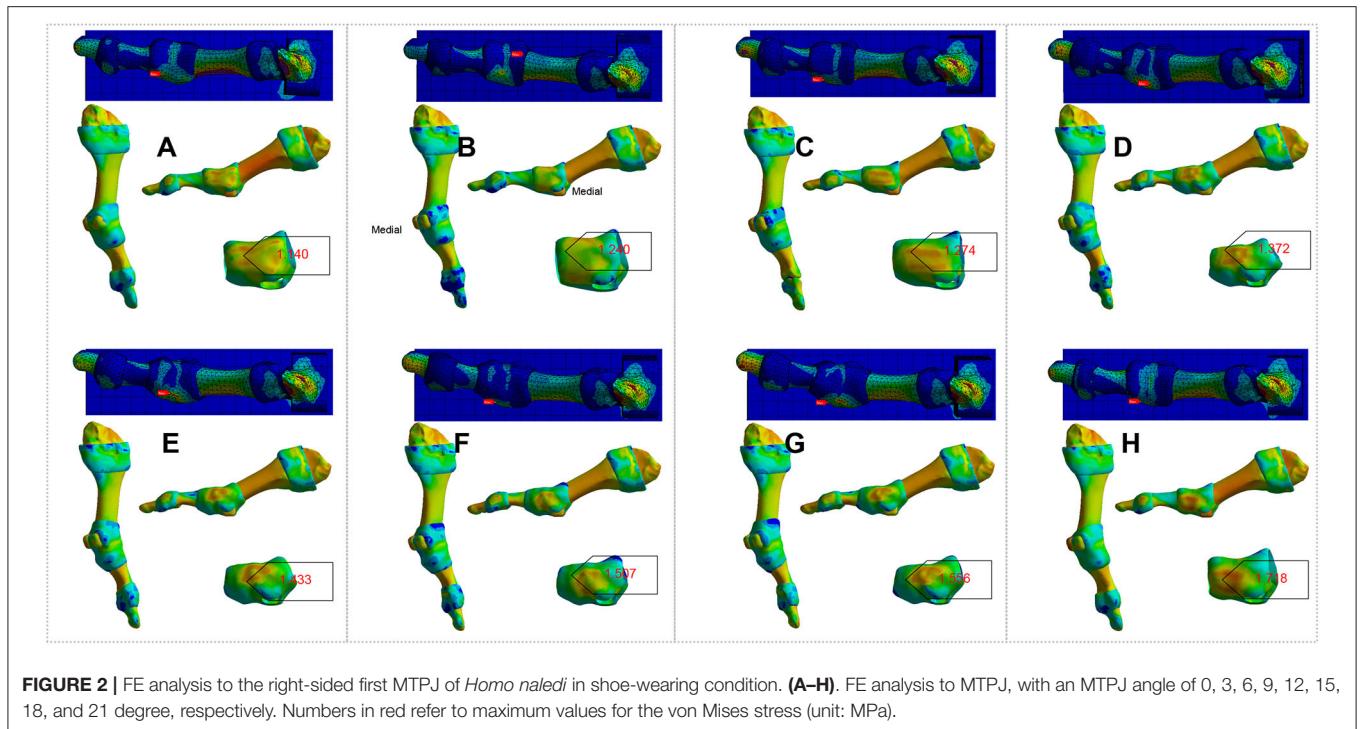 A
B
C
D
Medial
Medial
1.140
1.240
1.274
1.372
E
F
G
H
1.433
1.507
1.556
1.718
FIGURE 2 | FE analysis to the right-sided first MTPJ of Homo naledi in shoe-wearing condition. (A–H). FE analysis to MTPJ, with an MTPJ angle of 0, 3, 6, 9, 12, 15,
18, and 21 degree, respectively. Numbers in red refer to maximum values for the von Mises stress (unit: MPa).